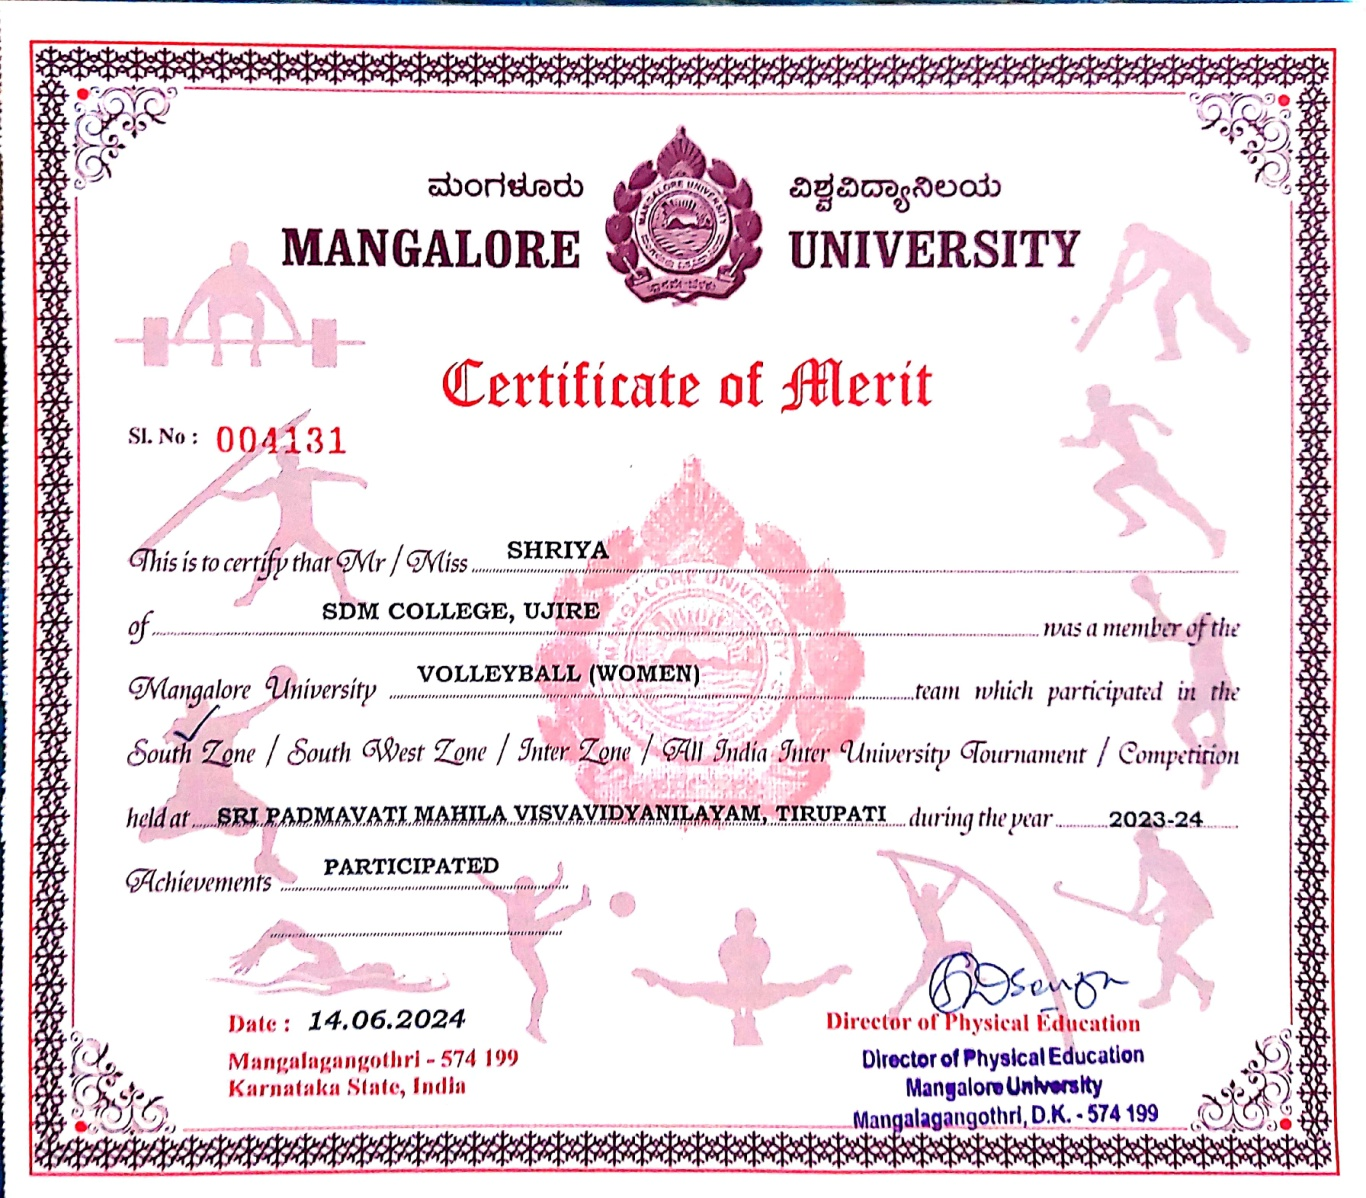 ಮಂಗಳೂರು ವಿಶ್ವವಿದ್ಯಾನಿಲಯ
MANGALORE UNIVERSITY
MANGALORE UNIVERSITY
Certificate of Merit
Sl. No : 004131
This is to certify that Mr / Miss SHRIYA
of SDM COLLEGE, UJIRE was a member of the
Mangalore University VOLLEYBALL (WOMEN) team which participated in the
South Zone / South West Zone / Inter Zone / All India Inter University Tournament / Competition
held at SRI PADMAVATI MAHILA VISVAVIDYANILAYAM, TIRUPATI during the year 2023-24
Achievements PARTICIPATED
MANGALORE UNIVERSITY
Date : 14.06.2024
Mangalagangothri - 574 199
Karnataka State, India
Director of Physical Education
Director of Physical Education
Mangalore University
Mangalagangothri, D.K. - 574 199